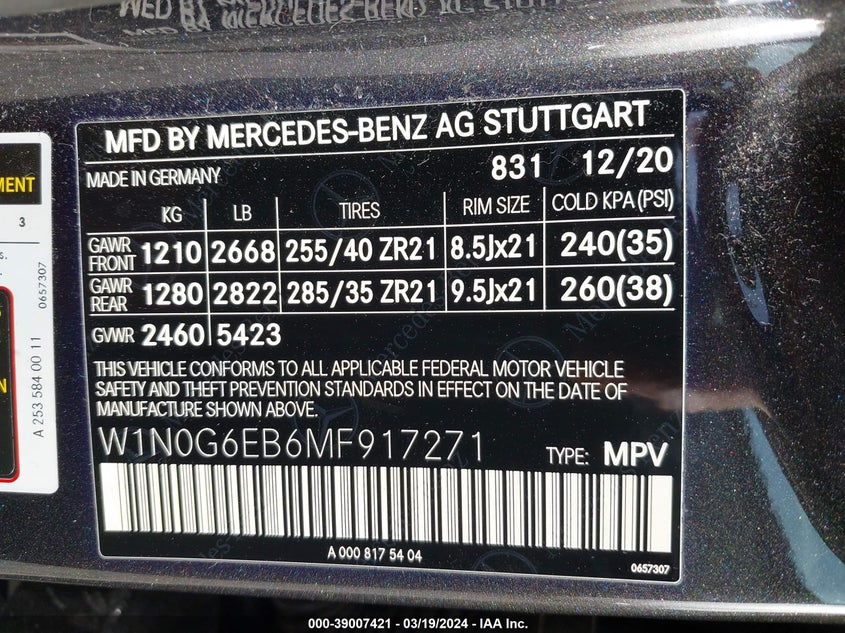 MFD BY MERCEDES-BENZ AG STUTTGART
MADE IN GERMANY 831 12/20
KG LB TIRES RIM SIZE COLD KPA (PSI)
GAWR FRONT 1210 2668 255/40 ZR21 8.5Jx21 240(35)
GAWR REAR 1280 2822 285/35 ZR21 9.5Jx21 260(38)
GVWR 2460 5423
THIS VEHICLE CONFORMS TO ALL APPLICABLE FEDERAL MOTOR VEHICLE
SAFETY AND THEFT PREVENTION STANDARDS IN EFFECT ON THE DATE OF
MANUFACTURE SHOWN ABOVE.
W1N0G6EB6MF917271 TYPE: MPV
A 000 817 54 04
0657307
MENT
3
s.
0657307
A 253 584 00 11
N
000-39007421 - 03/19/2024 - IAA Inc.